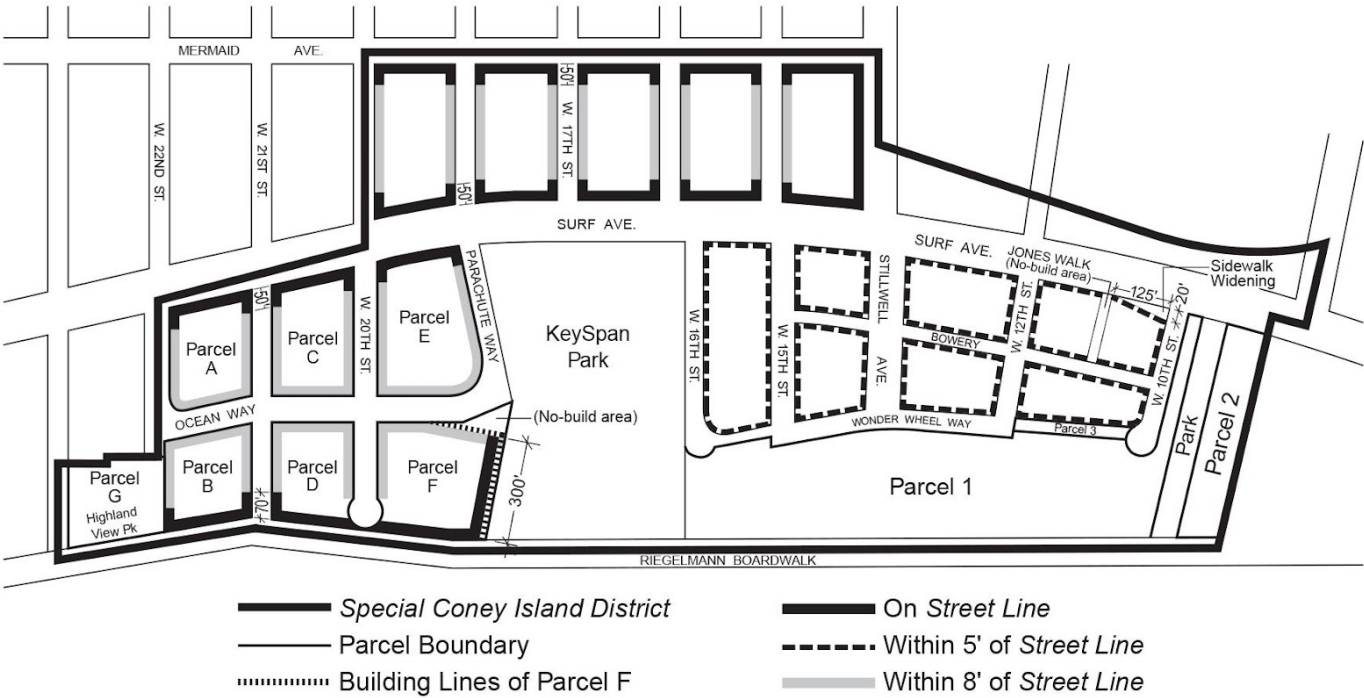 MERMAID AVE.
50'
W. 17TH ST.
W. 22ND ST.
W. 21ST ST.
50'
SURF AVE.
SURF AVE.
JONES WALK
(No-build area)
Sidewalk
Widening
125'
20'
50'
PARACHUTE WAY
STILLWELL
AVE.
W. 12TH ST.
W. 10TH ST.
Parcel
A
Parcel
C
W. 20TH ST.
Parcel
E
KeySpan
Park
W. 16TH ST.
W. 15TH ST.
BOWERY
OCEAN WAY
(No-build area)
WONDER WHEEL WAY
Parcel 3
Park
Parcel 2
Parcel
G
Highland
View Pk
Parcel
B
70'
Parcel
D
Parcel
F
300'
Parcel 1
RIEGELMANN BOARDWALK
Special Coney Island District
Parcel Boundary
Building Lines of Parcel F
On Street Line
Within 5' of Street Line
Within 8' of Street Line